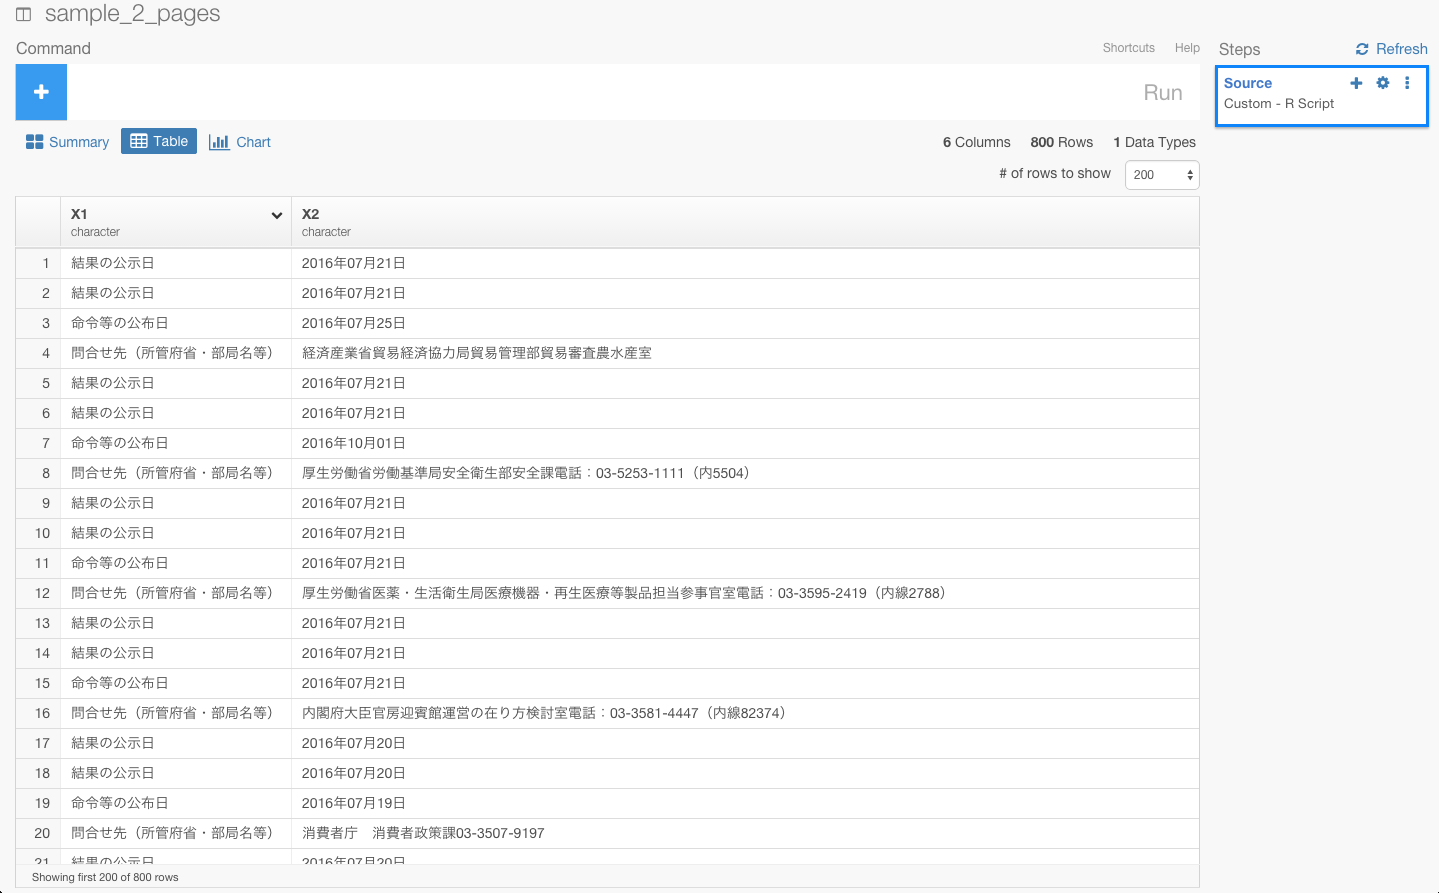 sample_2_pages
Command Shortcuts Help
Run
Summary Table Chart 6 Columns 800 Rows 1 Data Types
# of rows to show 200
X1 X2
character character
1 結果の公示日 2016年07月21日
2 結果の公示日 2016年07月21日
3 命令等の公布日 2016年07月25日
4 問合せ先（所管府省・部局名等） 経済産業省貿易経済協力局貿易管理部貿易審査農水産室
5 結果の公示日 2016年07月21日
6 結果の公示日 2016年07月21日
7 命令等の公布日 2016年10月01日
8 問合せ先（所管府省・部局名等） 厚生労働省労働基準局安全衛生部安全課電話：03-5253-1111（内5504）
9 結果の公示日 2016年07月21日
10 結果の公示日 2016年07月21日
11 命令等の公布日 2016年07月21日
12 問合せ先（所管府省・部局名等） 厚生労働省医薬・生活衛生局医療機器・再生医療等製品担当参事官室電話：03-3595-2419（内線2788）
13 結果の公示日 2016年07月21日
14 結果の公示日 2016年07月21日
15 命令等の公布日 2016年07月21日
16 問合せ先（所管府省・部局名等） 内閣府大臣官房迎賓館運営の在り方検討室電話：03-3581-4447（内線82374）
17 結果の公示日 2016年07月20日
18 結果の公示日 2016年07月20日
19 命令等の公布日 2016年07月19日
20 問合せ先（所管府省・部局名等） 消費者庁　消費者政策課03-3507-9197
21 結果の公示日 2016年07月20日
Showing first 200 of 800 rows
Steps Refresh
Source
Custom - R Script